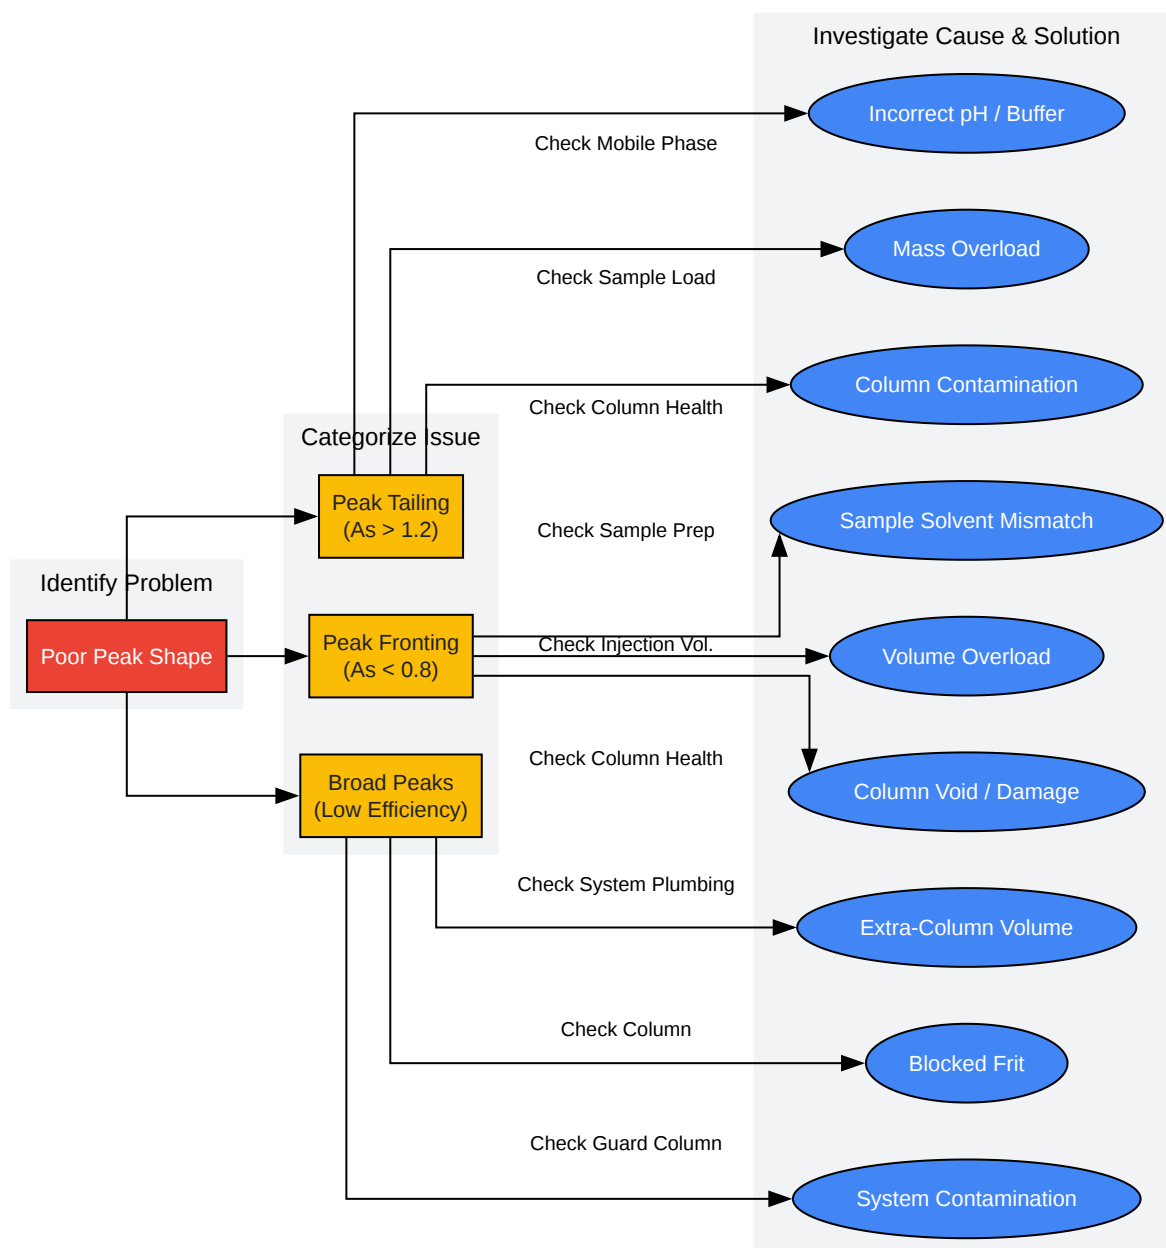 Investigate Cause & Solution
Incorrect pH / Buffer
Check Mobile Phase
Mass Overload
Check Sample Load
Column Contamination
Check Column Health
Categorize Issue
Peak Tailing
(As > 1.2)
Check Sample Prep
Sample Solvent Mismatch
Identify Problem
Poor Peak Shape
Peak Fronting
(As < 0.8)
Check Injection Vol.
Volume Overload
Check Column Health
Column Void / Damage
Broad Peaks
(Low Efficiency)
Check System Plumbing
Extra-Column Volume
Check Column
Blocked Frit
Check Guard Column
System Contamination